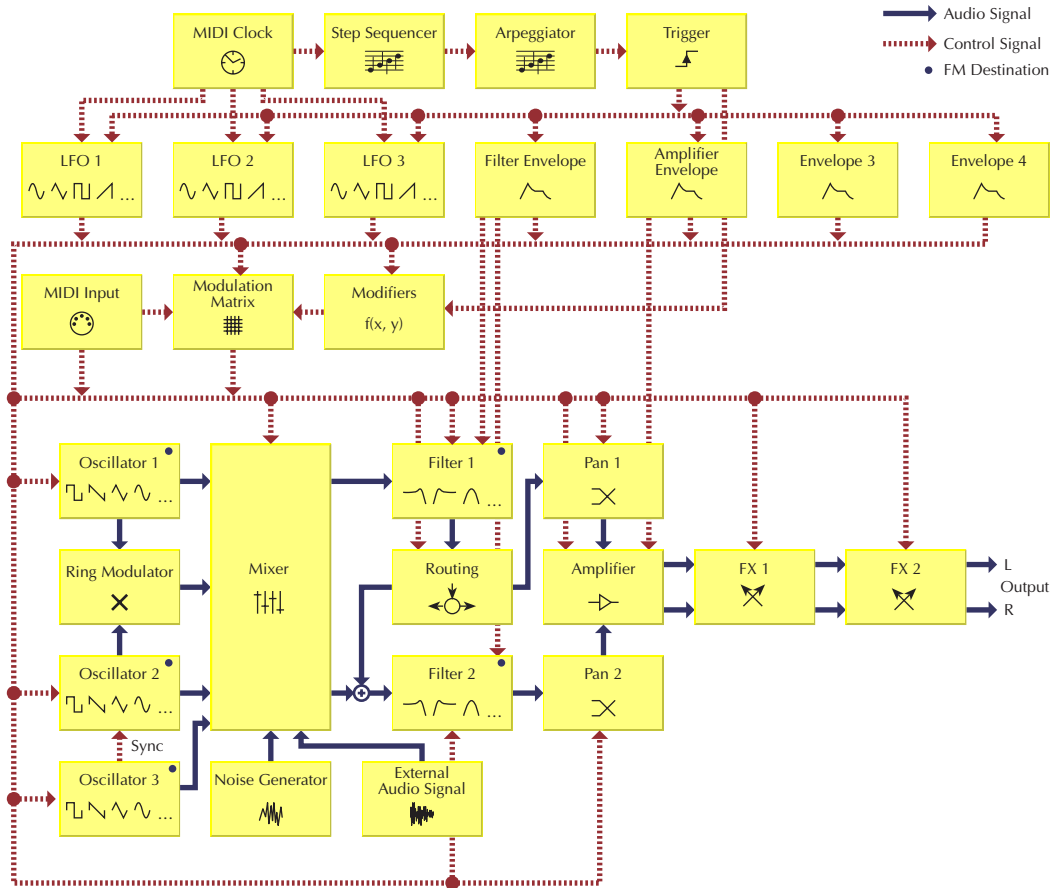 MIDI Clock
Step Sequencer
Arpeggiator
Trigger
Audio Signal
Control Signal
FM Destination
LFO 1
...
LFO 2
...
LFO 3
...
Filter Envelope
Amplifier
Envelope
Envelope 3
Envelope 4
MIDI Input
Modulation
Matrix
Modifiers
f(x, y)
Oscillator 1
...
Mixer
Filter 1
...
Pan 1
Ring Modulator
Routing
Amplifier
FX 1
FX 2
L
Output
R
Oscillator 2
...
Filter 2
...
Pan 2
Sync
Oscillator 3
...
Noise Generator
External
Audio Signal